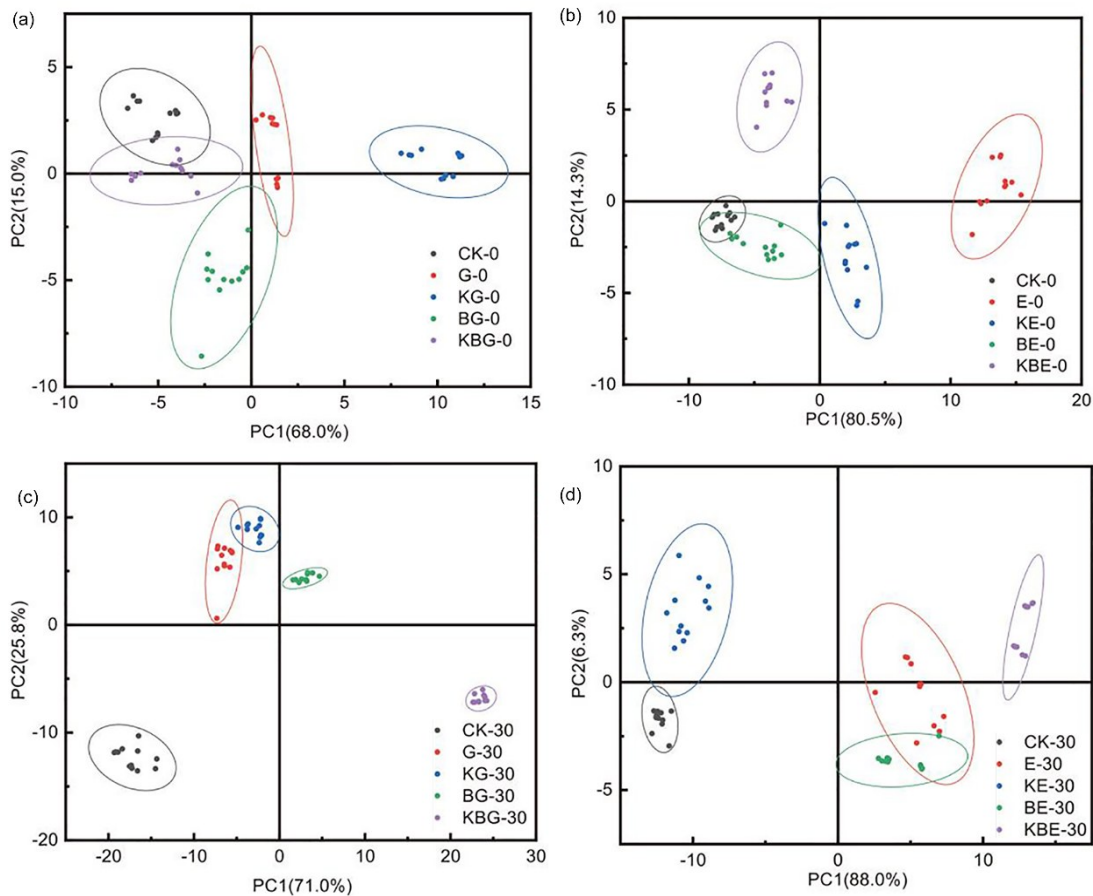 (a)
PC2(15.0%)
5
0
-5
-10
-10
-5
0
5
10
15
PC1(68.0%)
CK-0
G-0
KG-0
BG-0
KBG-0
(b)
PC2(14.3%)
10
5
0
-5
-10
-10
0
10
20
PC1(80.5%)
CK-0
E-0
KE-0
BE-0
KBE-0
(c)
PC2(25.8%)
10
0
-10
-20
-20
-10
0
10
20
30
PC1(71.0%)
CK-30
G-30
KG-30
BG-30
KBG-30
(d)
PC2(6.3%)
10
5
0
-5
-10
0
10
PC1(88.0%)
CK-30
E-30
KE-30
BE-30
KBE-30